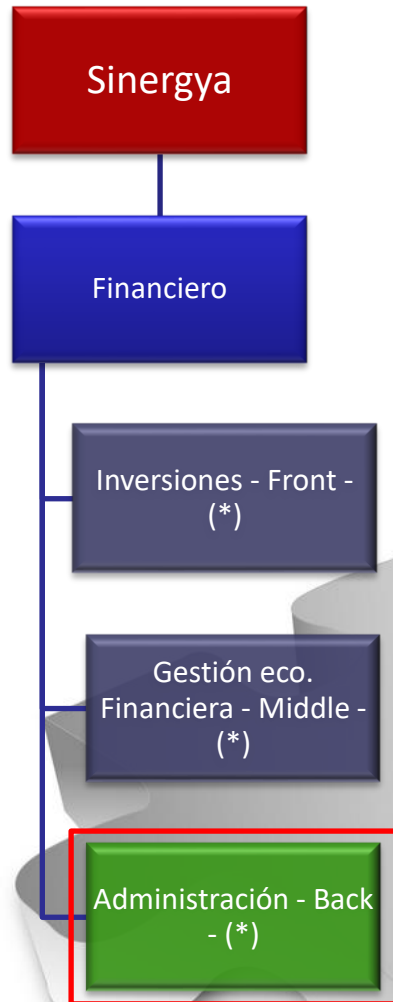 Sinergya
Financiero
Inversiones - Front -
(*)
Gestión eco.
Financiera - Middle -
(*)
Administración - Back
- (*)